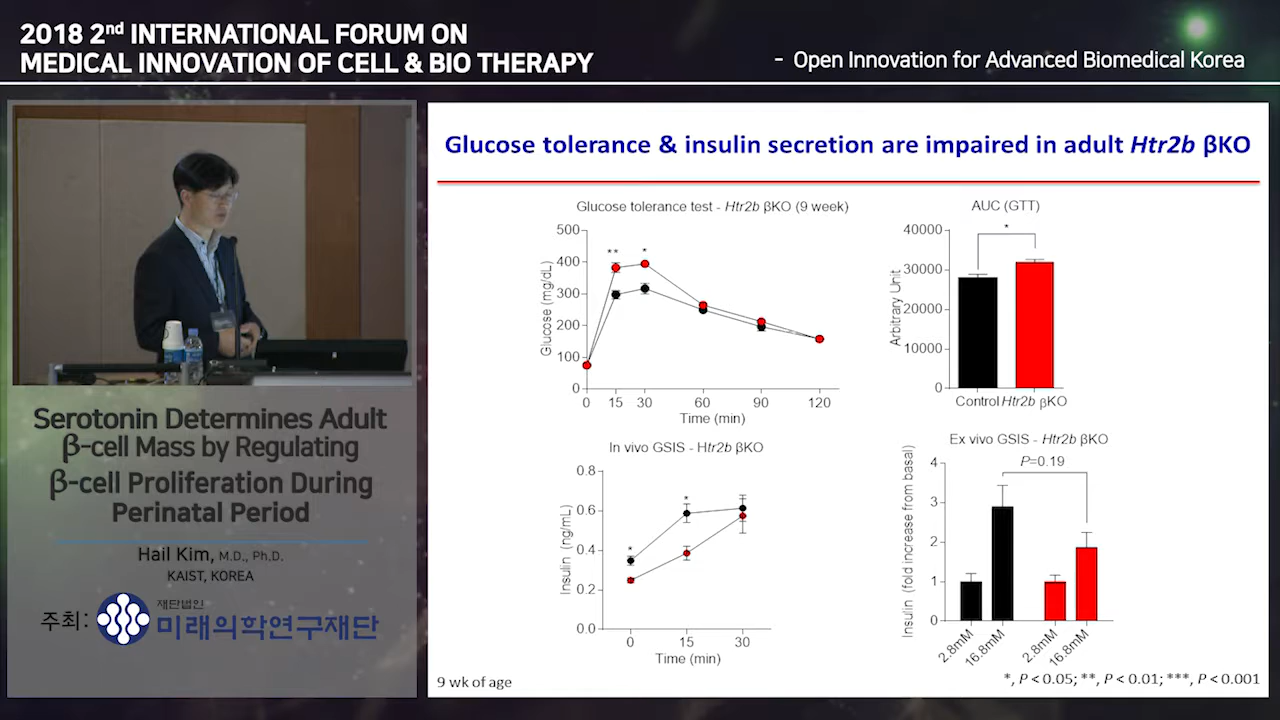 2018 2nd INTERNATIONAL FORUM ON
MEDICAL INNOVATION OF CELL & BIO THERAPY
- Open Innovation for Advanced Biomedical Korea
Serotonin Determines Adult
β-cell Mass by Regulating
β-cell Proliferation During
Perinatal Period
Hail Kim, M.D., Ph.D.
KAIST, KOREA
주최:
재단법인
미래의학연구재단
Glucose tolerance & insulin secretion are impaired in adult Htr2b βKO
Glucose tolerance test - Htr2b βKO (9 week)
Glucose (mg/dL)
500
400
300
200
100
0
** *
0 15 30 60 90 120
Time (min)
AUC (GTT)
Arbitrary Unit
40000
30000
20000
10000
0
*
Control Htr2b βKO
In vivo GSIS - Htr2b βKO
Insulin (ng/mL)
0.8
0.6
0.4
0.2
0.0
* *
0 15 30
Time (min)
Ex vivo GSIS - Htr2b βKO
P=0.19
Insulin (fold increase from basal)
4
3
2
1
0
2.8mM 16.8mM 2.8mM 16.8mM
9 wk of age
*, P < 0.05; **, P < 0.01; ***, P < 0.001